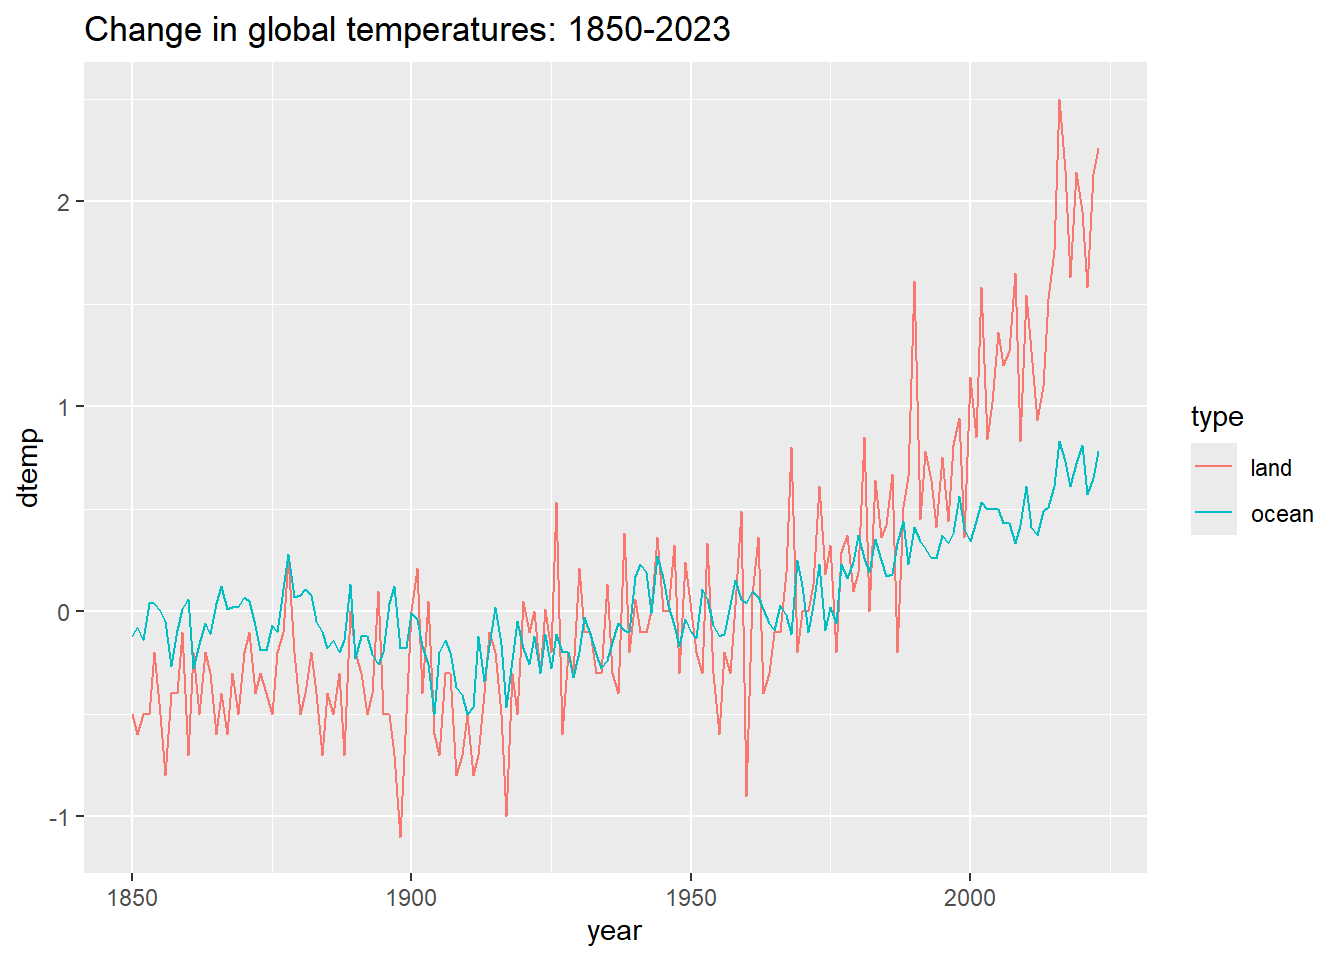 Change in global temperatures: 1850-2023
dtemp
2
1
0
-1
1850 1900 1950 2000
year
type
land
ocean